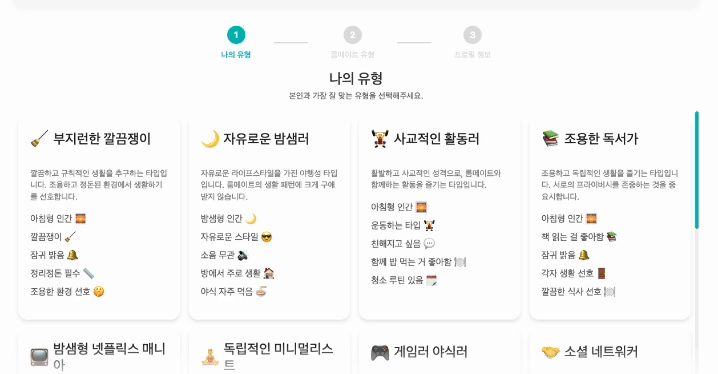 1
2
3
나의 유형
룸메이트 유형
프로필 정보
나의 유형
본인과 가장 잘 맞는 유형을 선택해주세요.
부지런한 깔끔쟁이
깔끔하고 규칙적인 생활을 추구하는 타입입
니다. 조용하고 정돈된 환경에서 생활하기
를 선호합니다.
아침형 인간 🌅
깔끔쟁이 🧹
잠귀 밝음 🔔
정리정돈 필수 📏
조용한 환경 선호 🤫
자유로운 밤샘러
자유로운 라이프스타일을 가진 야행성 타입
입니다. 룸메이트의 생활 패턴에 크게 구애
받지 않습니다.
밤샘형 인간 🌙
자유로운 스타일 😎
소음 무관 🔊
방에서 주로 생활 🏠
야식 자주 먹음 🍜
사교적인 활동러
활발하고 사교적인 성격으로, 룸메이트와
함께하는 활동을 즐기는 타입입니다.
아침형 인간 🌅
운동하는 타입 🏋️
친해지고 싶음 💬
함께 밥 먹는 거 좋아함 🍽️
청소 루틴 있음 🗓️
조용한 독서가
조용하고 독립적인 생활을 즐기는 타입입니
다. 서로의 프라이버시를 존중하는 것을 중
요시합니다.
아침형 인간 🌅
책 읽는 걸 좋아함 📚
잠귀 밝음 🔔
각자 생활 선호 🚪
깔끔한 식사 선호 🍽️
밤샘형 넷플릭스 매니
아
독립적인 미니멀리스
트
게임러 야식러
소셜 네트워커